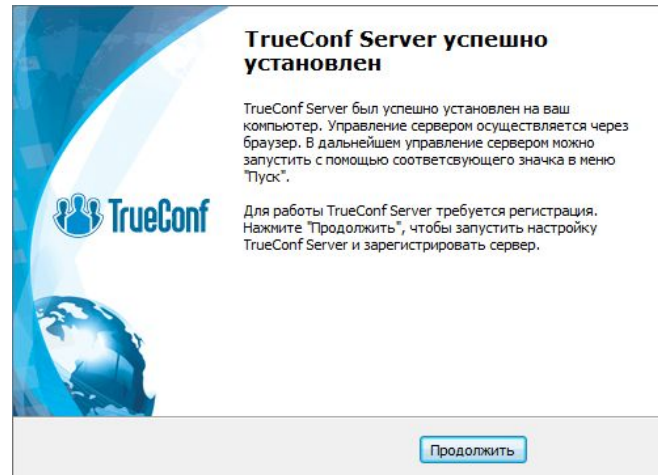 TrueConf Server успешно
установлен
TrueConf Server был успешно установлен на ваш
компьютер. Управление сервером осуществляется через
браузер. В дальнейшем управление сервером можно
запустить с помощью соответсвующего значка в меню
"Пуск".
Для работы TrueConf Server требуется регистрация.
Нажмите "Продолжить", чтобы запустить настройку
TrueConf Server и зарегистрировать сервер.
TrueConf
Продолжить